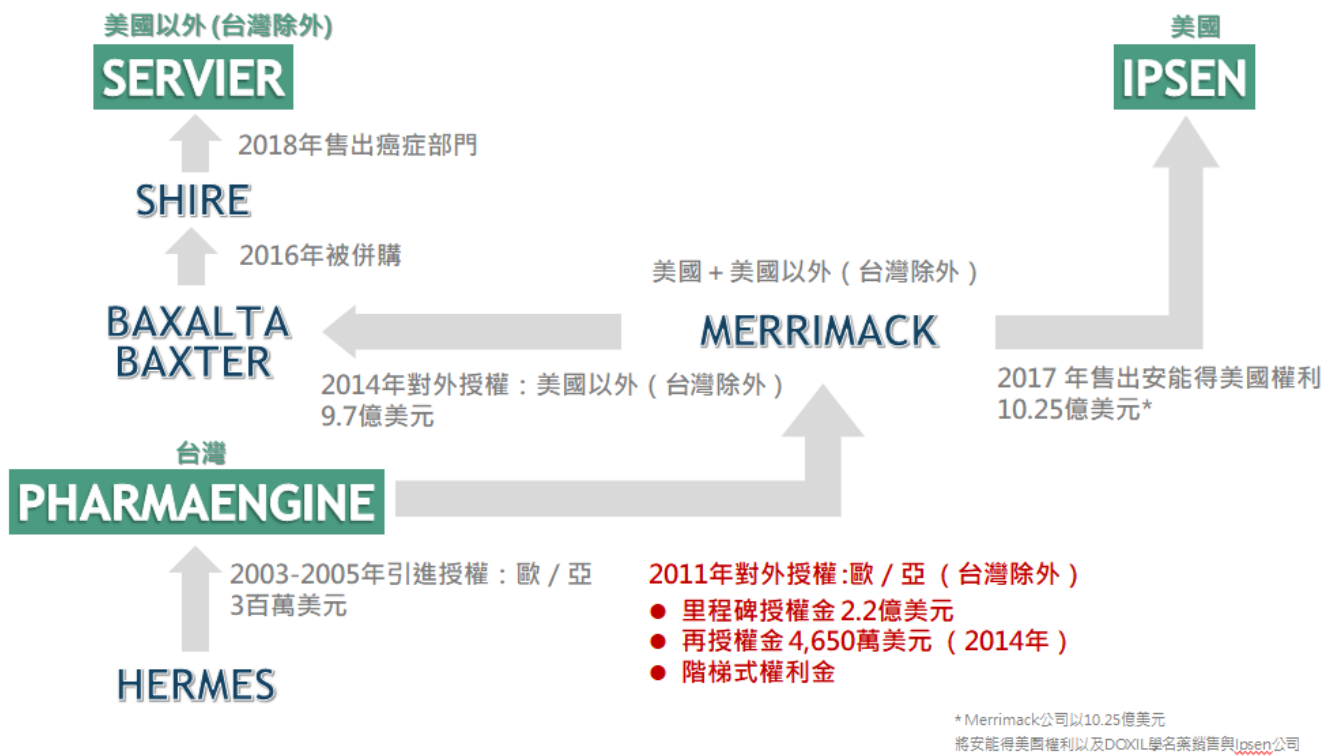 美國以外 (台灣除外)
SERVIER
美國
IPSEN
2018年售出癌症部門
SHIRE
2016年被併購
美國 + 美國以外（台灣除外）
BAXALTA
BAXTER
MERRIMACK
2014年對外授權：美國以外（台灣除外）
9.7億美元
2017 年售出安能得美國權利
10.25億美元*
台灣
PHARMAENGINE
2003-2005年引進授權：歐 / 亞
3百萬美元
2011年對外授權:歐 / 亞 （台灣除外）
● 里程碑授權金 2.2億美元
● 再授權金 4,650萬美元 （2014年）
● 階梯式權利金
HERMES
* Merrimack公司以10.25億美元
將安能得美國權利以及DOXIL學名藥銷售與Ipsen公司